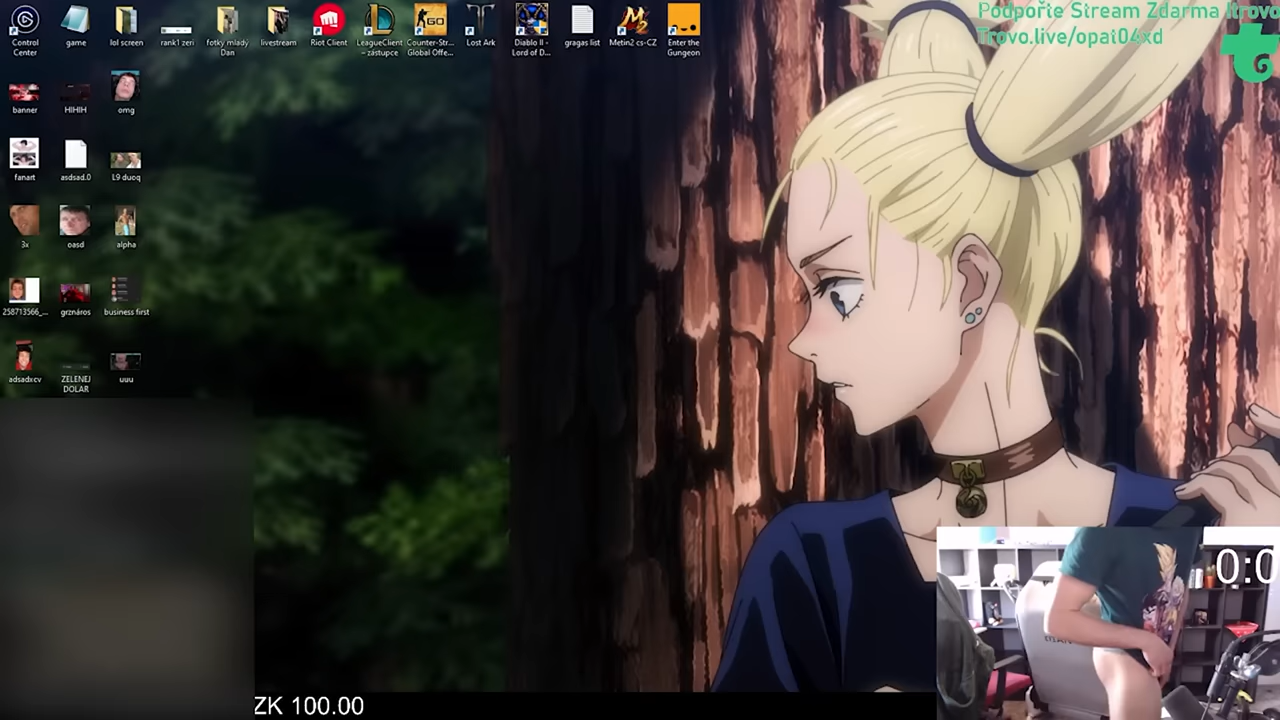 Podpořte Stream Zdarma
Trovo.live/opat04xd
Control
Center
game
lol screen
rank1 zeri
fotky mladý
Dan
livestream
Riot Client
LeagueClient
– zástupce
Counter-Str...
Global Offe...
Lost Ark
Diablo II -
Lord of D...
gragas list
Metin2 cs-CZ
Enter the
Gungeon
banner
HIHIH
omg
fanart
asdsad.0
L9 duoq
3x
oasd
alpha
258713566_...
grznáros
business first
adsadxcv
ZELENEJ
DOLAR
uuu
0:0
ZK 100.00